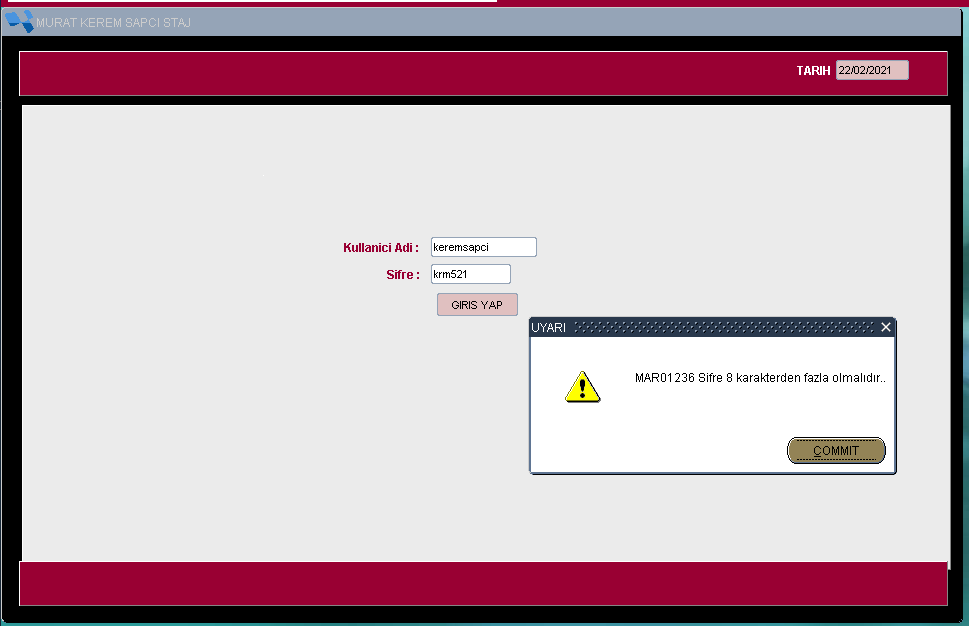 MURAT KEREM SAPCI STAJ
TARIH 22/02/2021
Kullanici Adi : keremsapci
Sifre : krm521
GIRIS YAP
UYARI
MAR01236 Sifre 8 karakterden fazla olmalıdır..
COMMIT